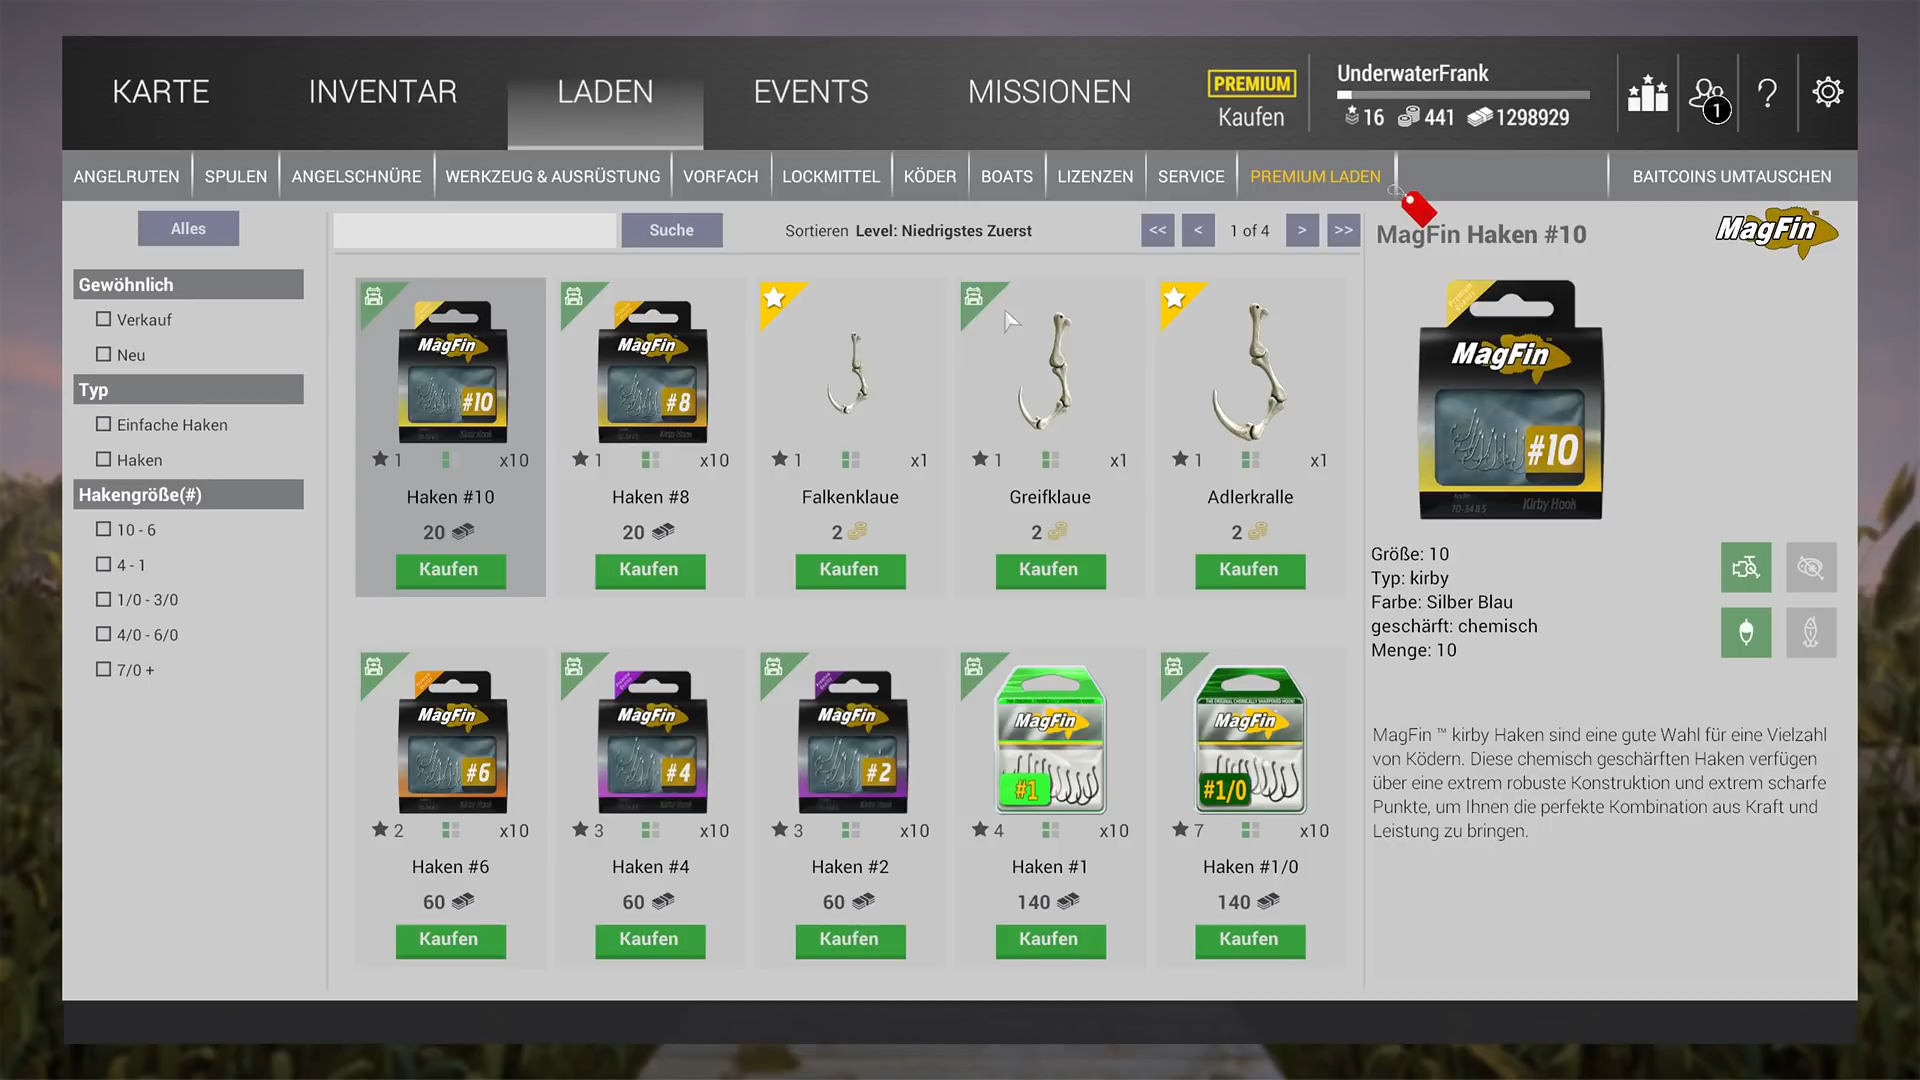 KARTE INVENTAR LADEN EVENTS MISSIONEN
PREMIUM
Kaufen
UnderwaterFrank
16 441 1298929
1
?
ANGELRUTEN SPULEN ANGELSCHNÜRE WERKZEUG & AUSRÜSTUNG VORFACH LOCKMITTEL KÖDER BOATS LIZENZEN SERVICE PREMIUM LADEN BAITCOINS UMTAUSCHEN
Alles
Suche
Sortieren Level: Niedrigstes Zuerst
<< < 1 of 4 > >>
MagFin Haken #10
MagFin™
Gewöhnlich
Verkauf
Neu
Typ
Einfache Haken
Haken
Hakengröße(#)
10 - 6
4 - 1
1/0 - 3/0
4/0 - 6/0
7/0 +
MagFin
#10
Kirby Hook
MagFin
#8
Kirby Hook
1 x10
1 x10
1 x1
1 x1
1 x1
Haken #10
Haken #8
Falkenklaue
Greifklaue
Adlerkralle
20
20
2
2
2
Kaufen
Kaufen
Kaufen
Kaufen
Kaufen
MagFin
#6
MagFin
#4
MagFin
#2
MagFin
#1
MagFin
#1/0
2 x10
3 x10
3 x10
4 x10
7 x10
Haken #6
Haken #4
Haken #2
Haken #1
Haken #1/0
60
60
60
140
140
Kaufen
Kaufen
Kaufen
Kaufen
Kaufen
Premium Quality
MagFin
#10
Kirby Hook
Größe: 10
Typ: kirby
Farbe: Silber Blau
geschärft: chemisch
Menge: 10
MagFin ™ kirby Haken sind eine gute Wahl für eine Vielzahl
von Ködern. Diese chemisch geschärften Haken verfügen
über eine extrem robuste Konstruktion und extrem scharfe
Punkte, um Ihnen die perfekte Kombination aus Kraft und
Leistung zu bringen.